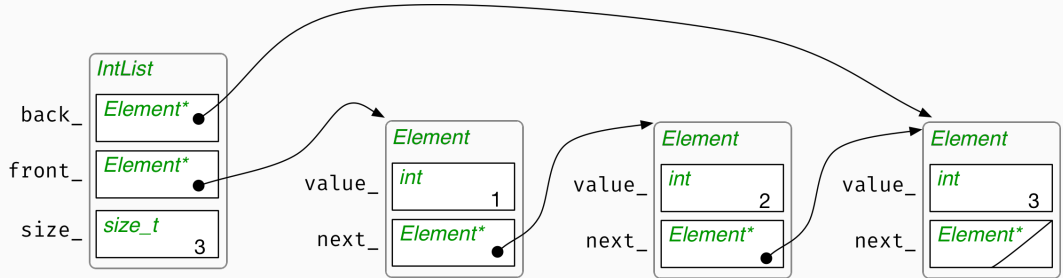 IntList
back_ Element*
front_ Element*
size_ size_t
3
Element
value_ int
1
next_ Element*
Element
value_ int
2
next_ Element*
Element
value_ int
3
next_ Element*